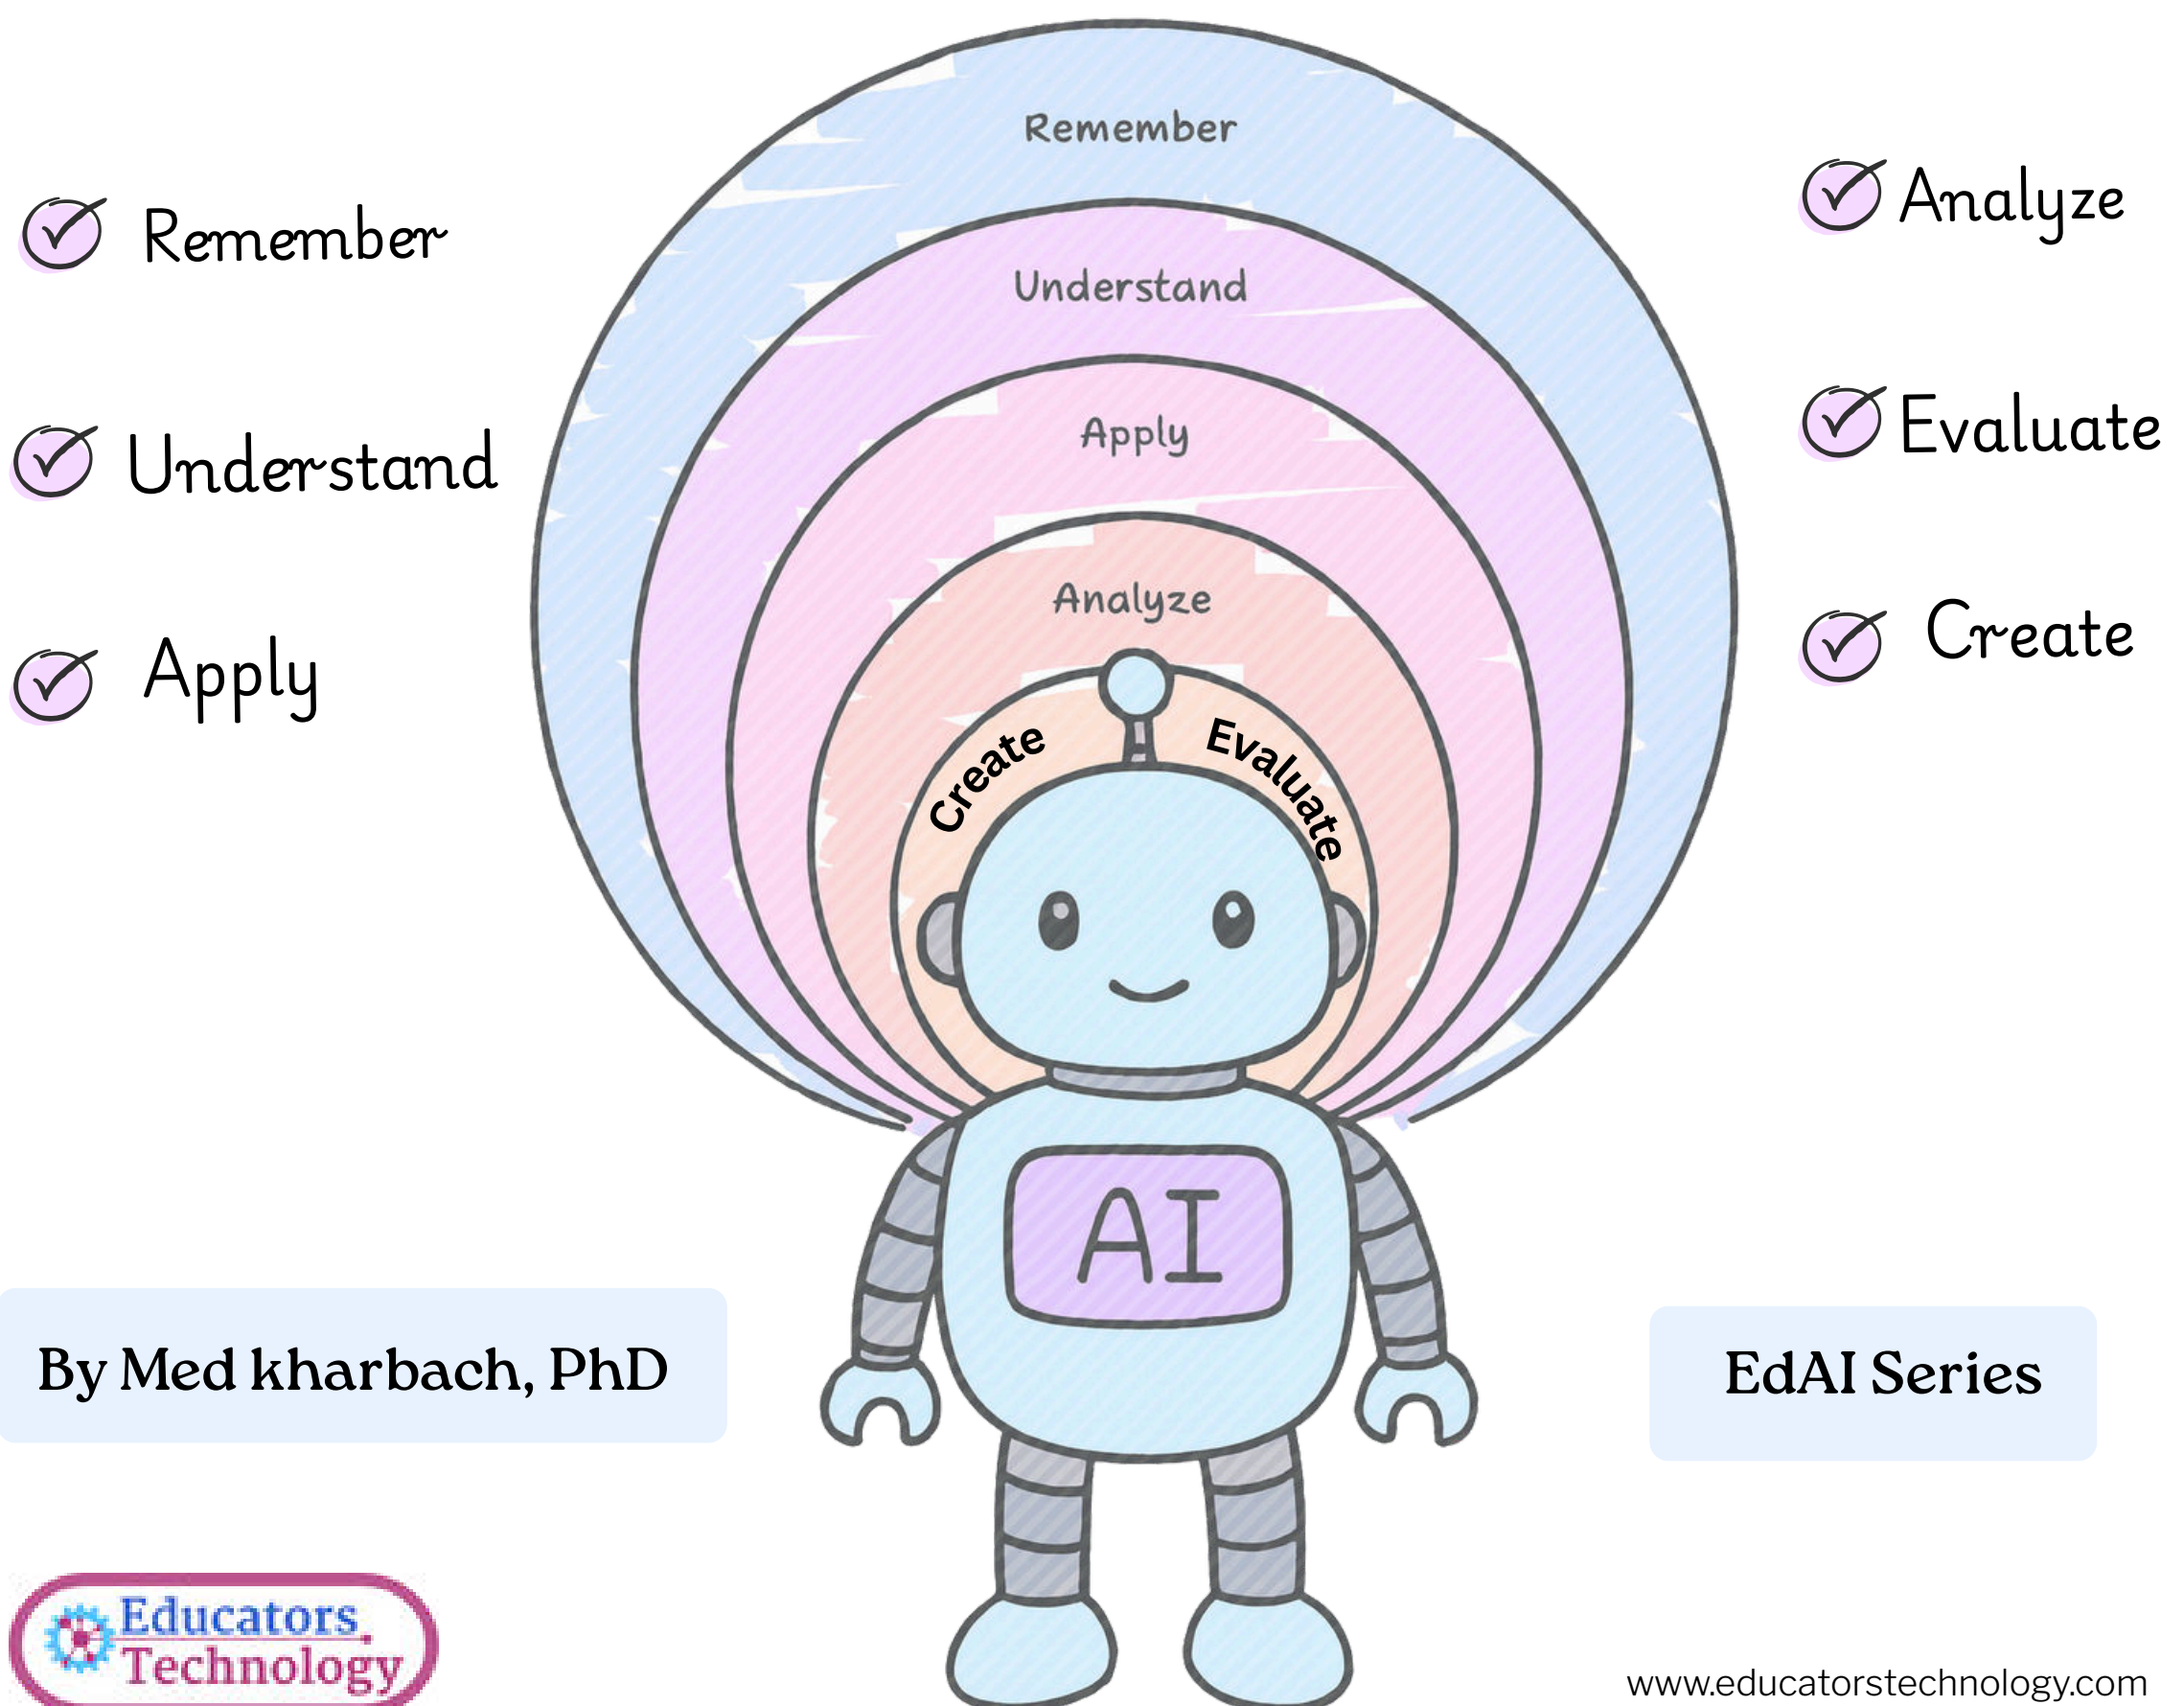 Remember
Understand
Apply
Remember
Understand
Apply
Analyze
Create
Evaluate
Analyze
Evaluate
Create
AI
By Med kharbach, PhD
EdAI Series
Educators
Technology
www.educatorstechnology.com